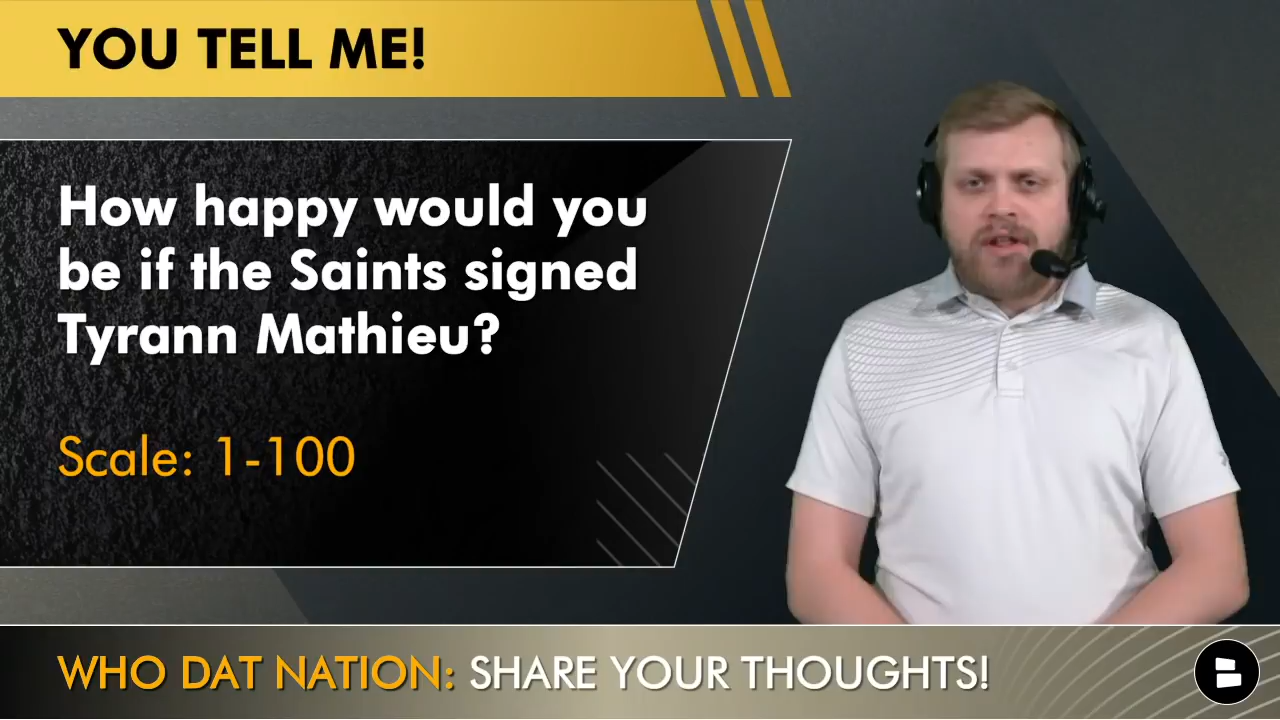 YOU TELL ME!
How happy would you
be if the Saints signed
Tyrann Mathieu?
Scale: 1-100
WHO DAT NATION: SHARE YOUR THOUGHTS!